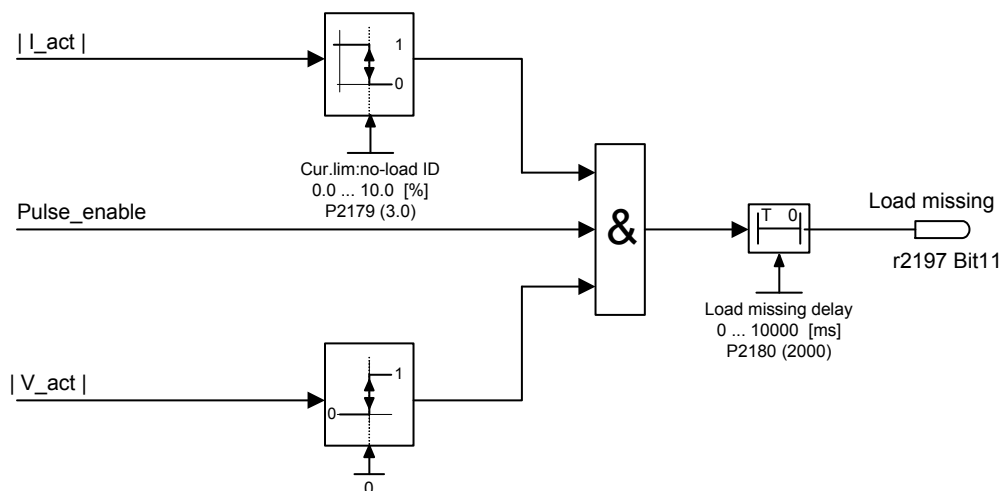 | I_act |
1
0
Cur.lim:no-load ID
0.0 ... 10.0 [%]
P2179 (3.0)
Pulse_enable
&
T 0
Load missing
r2197 Bit11
Load missing delay
0 ... 10000 [ms]
P2180 (2000)
| V_act |
1
0
0